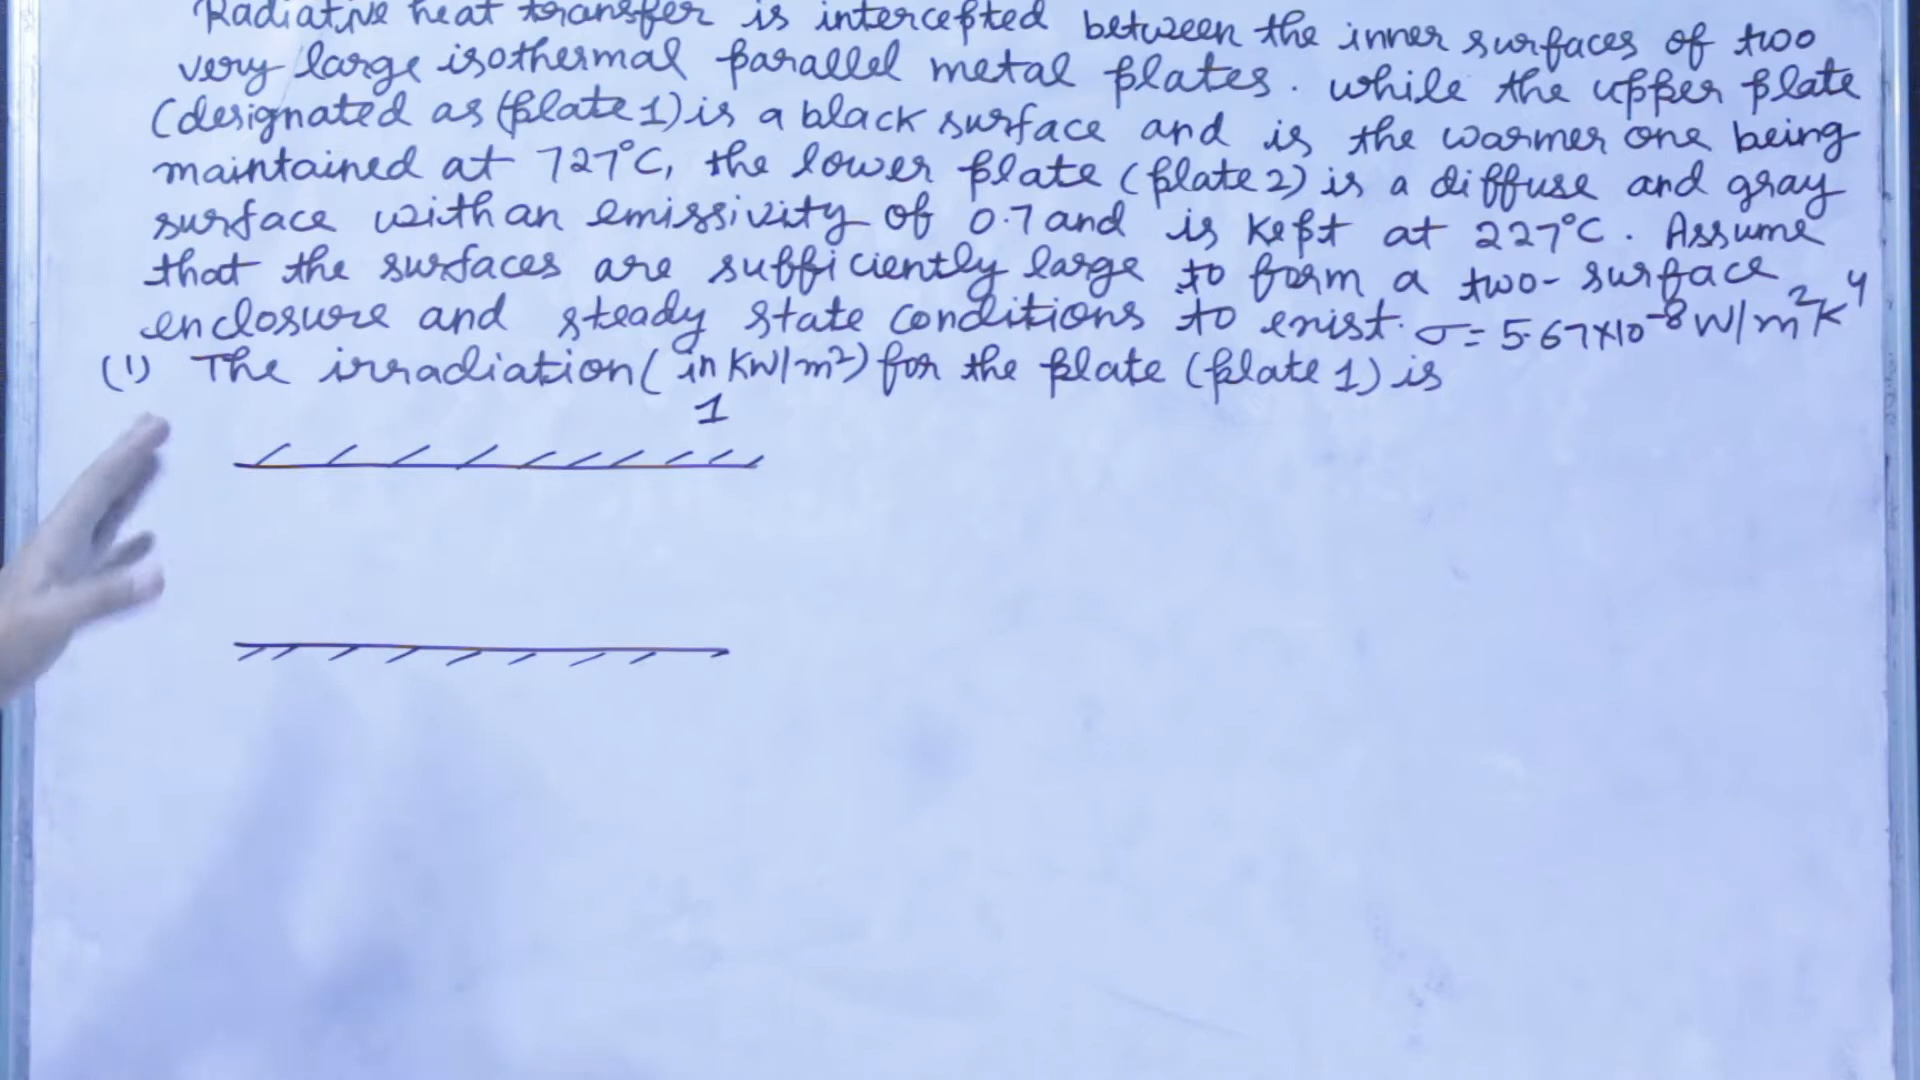 Radiative heat transfer is intercepted between the inner surfaces of two
very large isothermal parallel metal plates. while the upper plate
(designated as (plate 1) is a black surface and is the warmer one being
maintained at 727°C, the lower plate (plate 2) is a diffuse and gray
surface with an emissivity of 0.7 and is kept at 227°C. Assume
that the surfaces are sufficiently large to form a two-surface
enclosure and steady state conditions to exist. σ = 5.67×10⁻⁸ W/m²K⁴
(1) The irradiation (in KW/m²) for the plate (plate 1) is
1